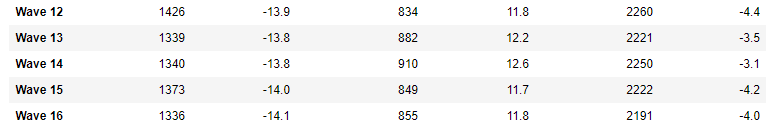 Wave 12 1426 -13.9 834 11.8 2260 -4.4
Wave 13 1339 -13.8 882 12.2 2221 -3.5
Wave 14 1340 -13.8 910 12.6 2250 -3.1
Wave 15 1373 -14.0 849 11.7 2222 -4.2
Wave 16 1336 -14.1 855 11.8 2191 -4.0